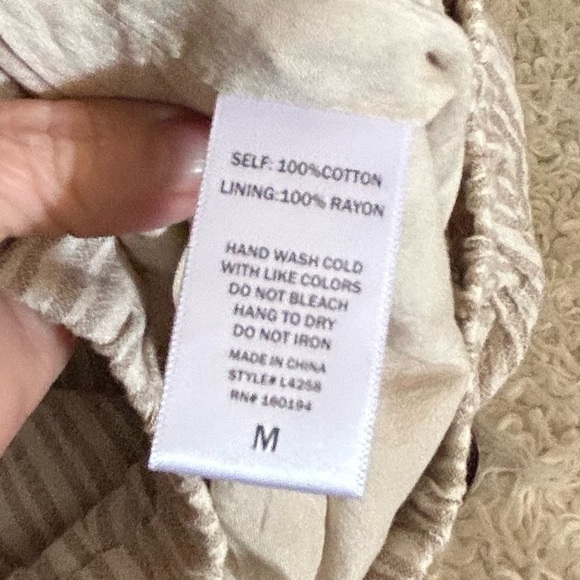 SELF: 100%COTTON
LINING:100% RAYON
HAND WASH COLD
WITH LIKE COLORS
DO NOT BLEACH
HANG TO DRY
DO NOT IRON
MADE IN CHINA
STYLE# L4258
RN# 160194
M